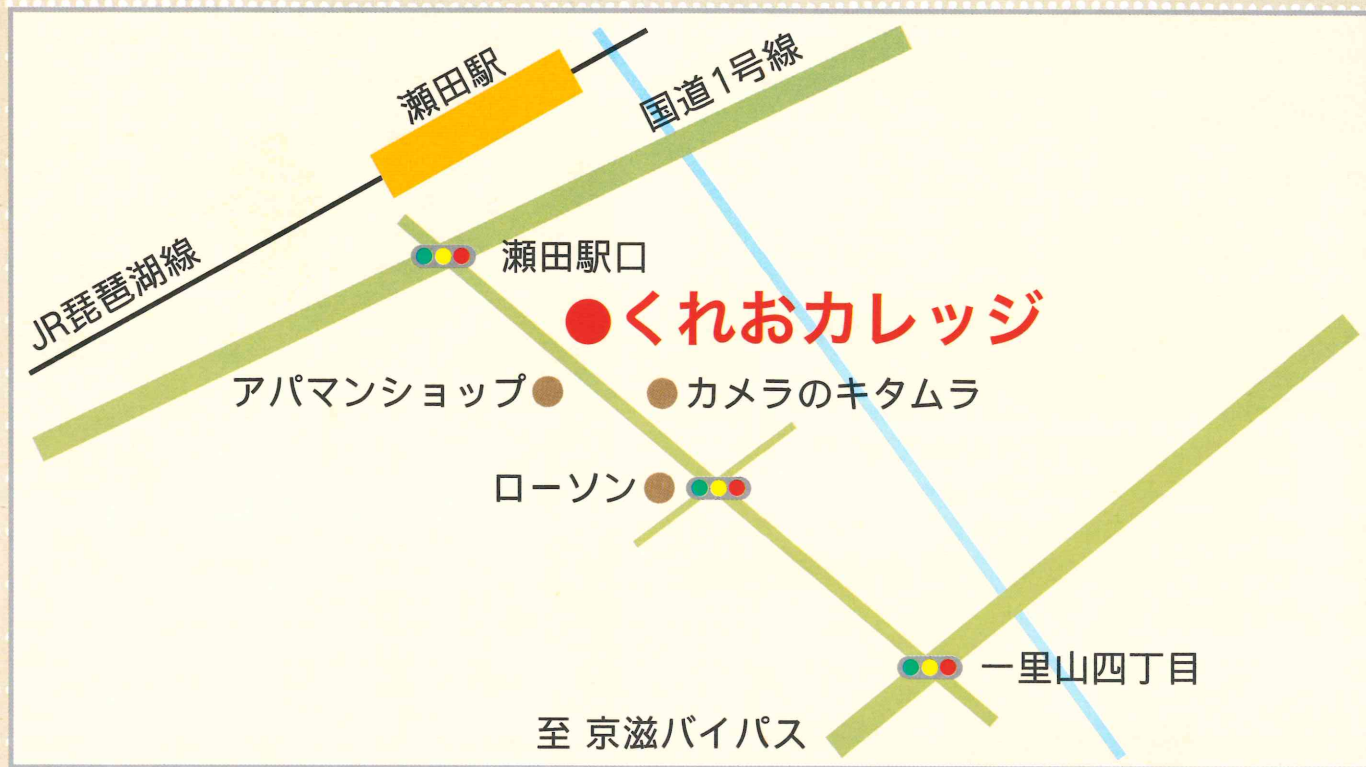 瀬田駅
国道1号線
JR琵琶湖線
瀬田駅口
くれおカレッジ
アパマンショップ
カメラのキタムラ
ローソン
一里山四丁目
至 京滋バイパス